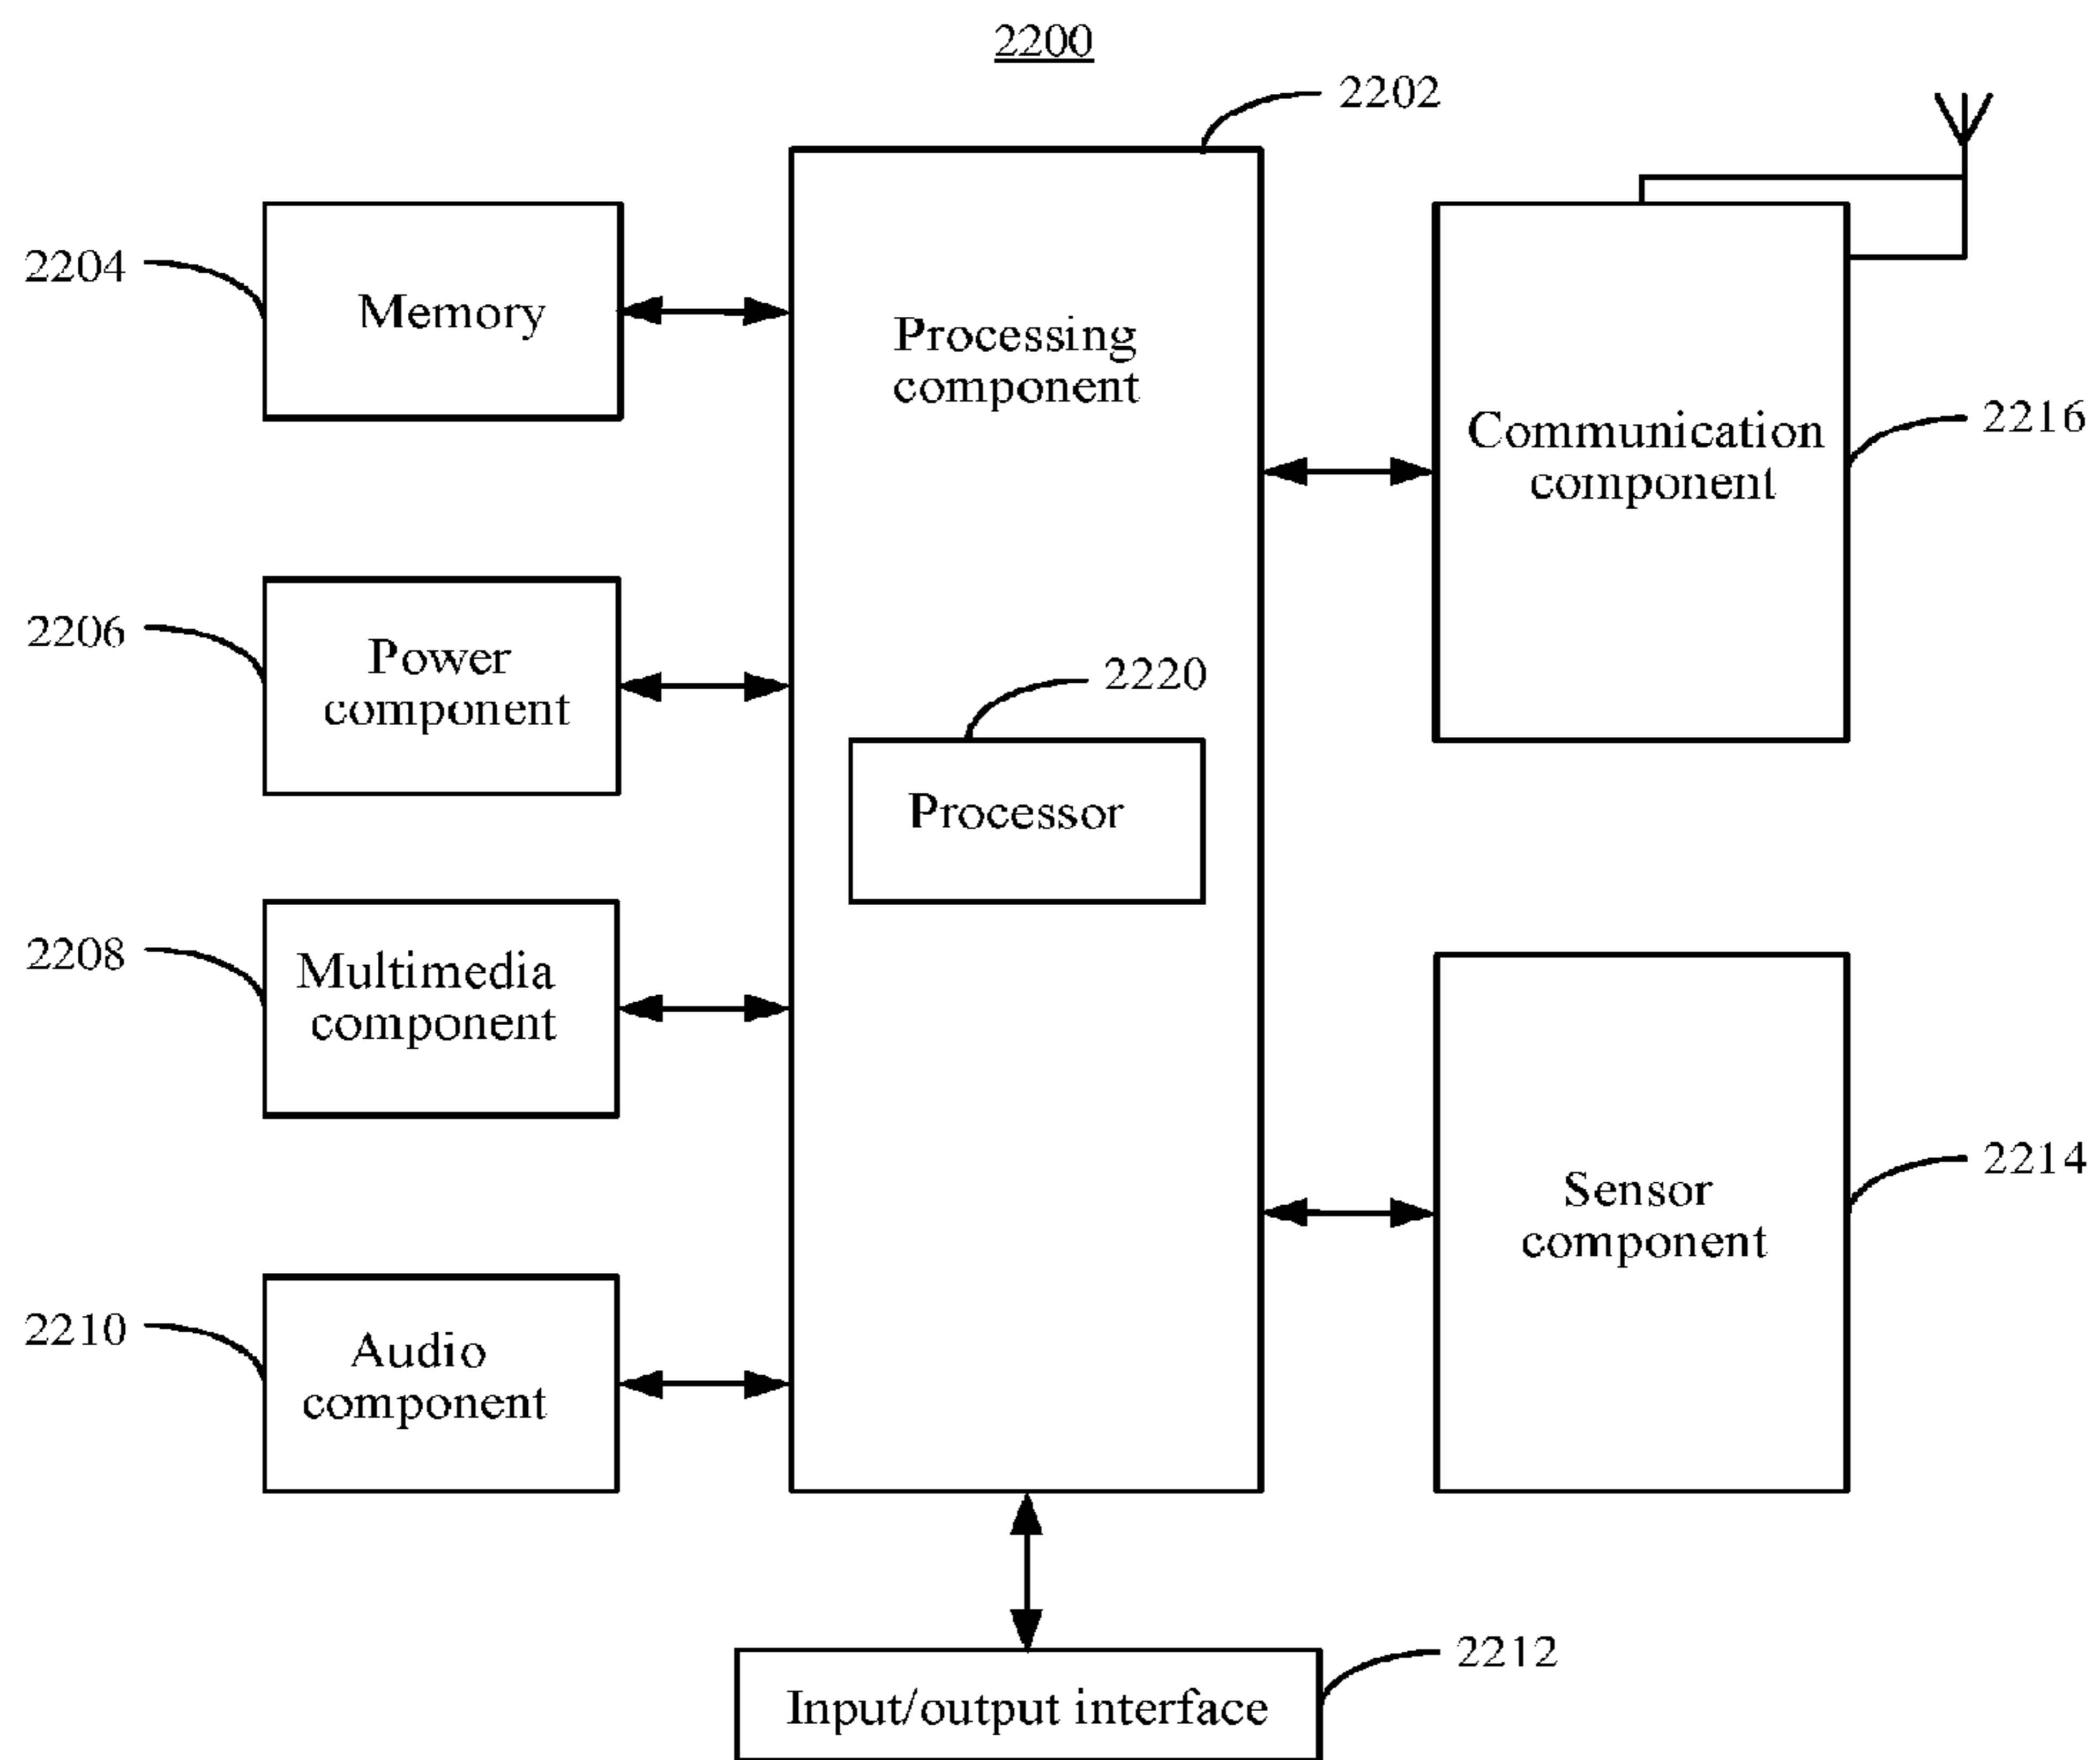 2200
2202
2204
Memory
Processing
component
Communication
component
2216
2206
Power
component
2220
Processor
2208
Multimedia
component
2214
Sensor
component
2210
Audio
component
2212
Input/output interface